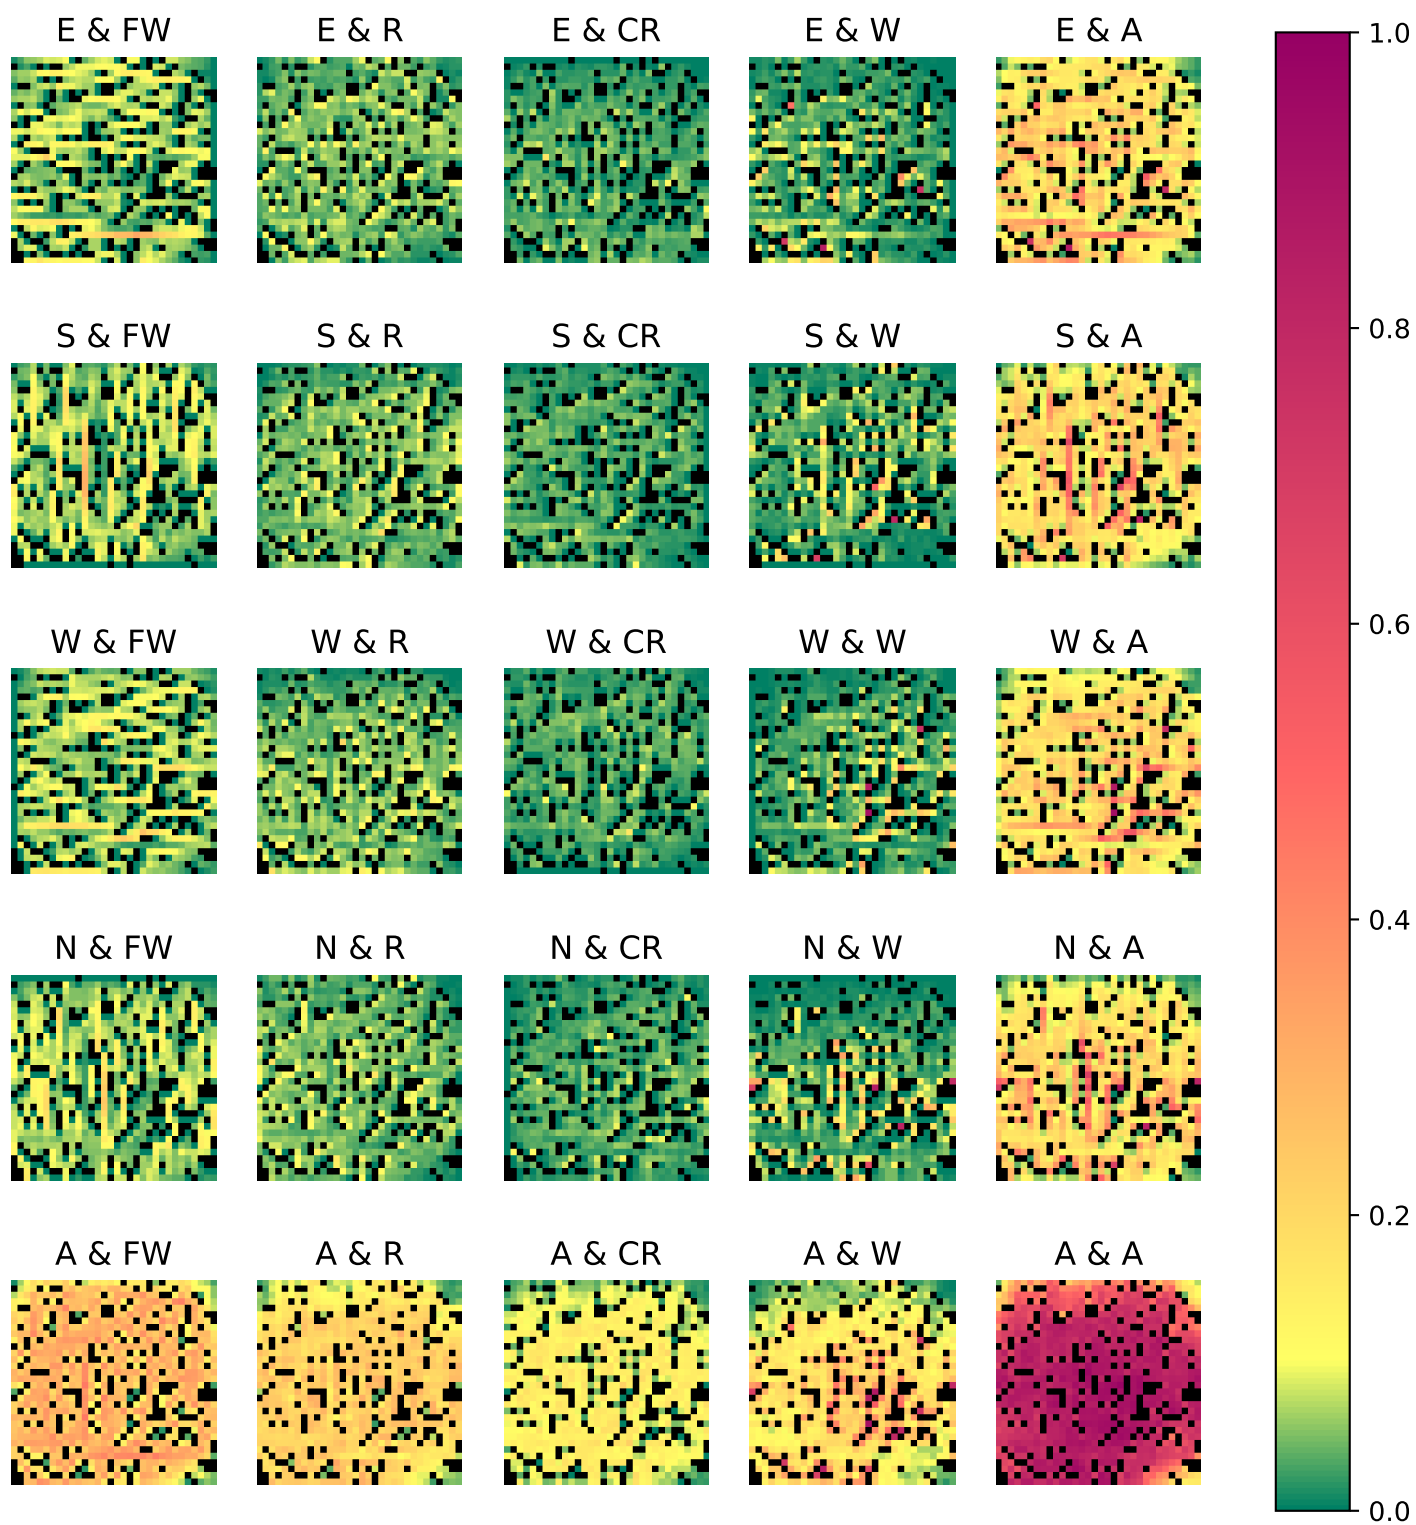 E & FW E & R E & CR E & W E & A
1.0
S & FW S & R S & CR S & W S & A
0.8
W & FW W & R W & CR W & W W & A
0.6
N & FW N & R N & CR N & W N & A
0.4
0.2
A & FW A & R A & CR A & W A & A
0.0